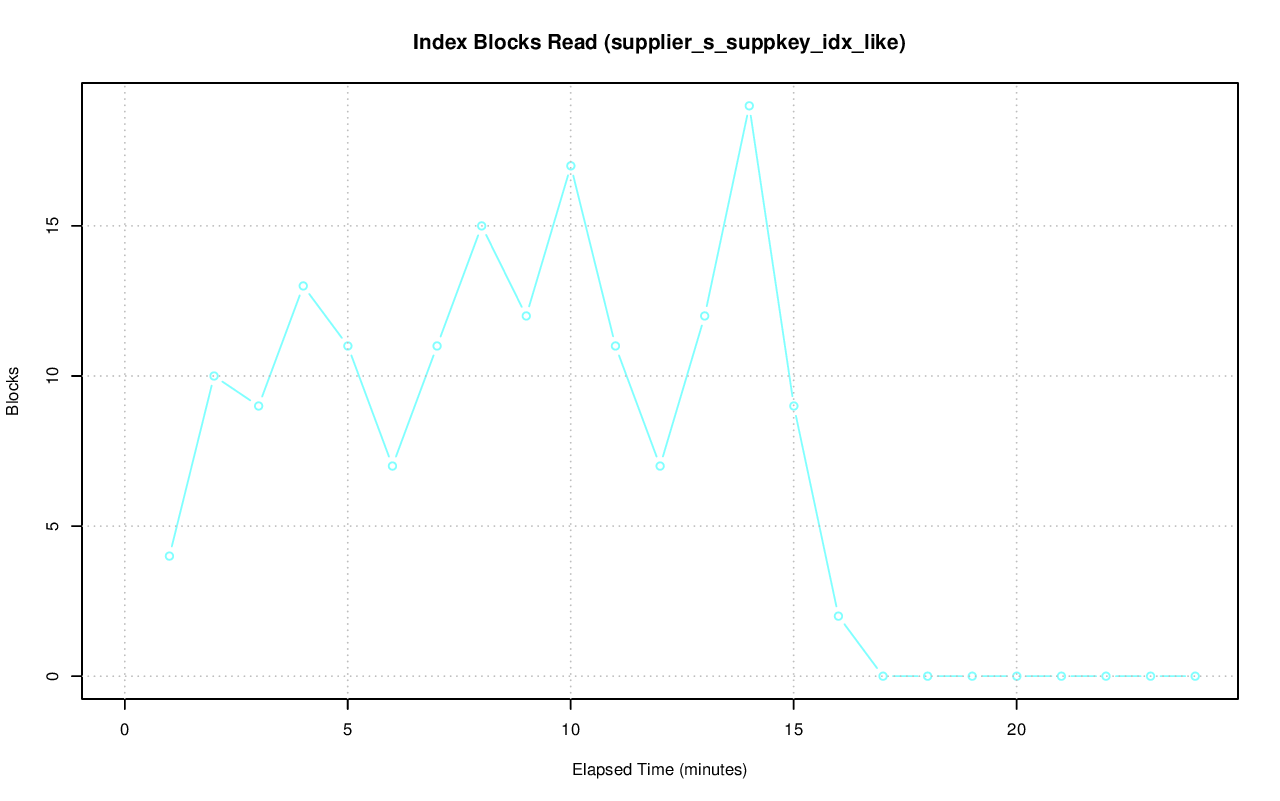 Index Blocks Read (supplier_s_suppkey_idx_like)
Blocks
15
10
5
0
0 5 10 15 20
Elapsed Time (minutes)